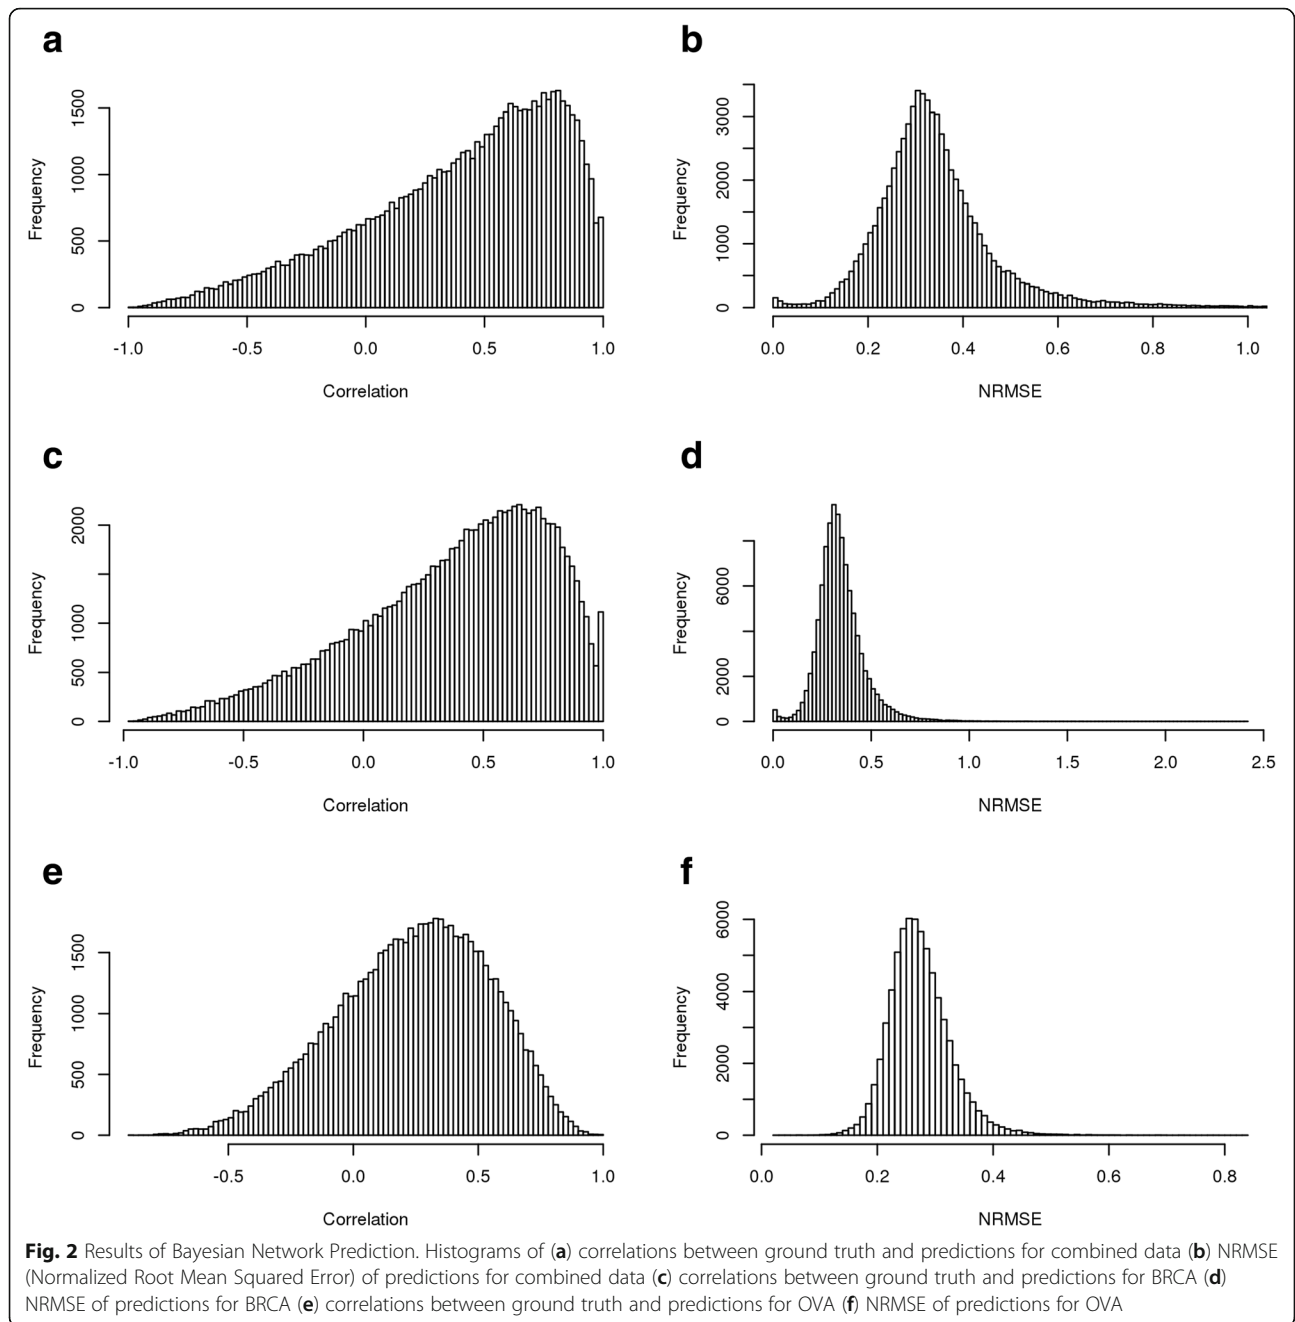 a
1500
1000
500
0
Frequency
-1.0 -0.5 0.0 0.5 1.0
Correlation
b
3000
2000
1000
0
Frequency
0.0 0.2 0.4 0.6 0.8 1.0
NRMSE
c
2000
1000
500
0
Frequency
-1.0 -0.5 0.0 0.5 1.0
Correlation
d
6000
2000
0
Frequency
0.0 0.5 1.0 1.5 2.0 2.5
NRMSE
e
1500
1000
500
0
Frequency
-0.5 0.0 0.5 1.0
Correlation
f
6000
4000
2000
0
Frequency
0.0 0.2 0.4 0.6 0.8
NRMSE
Fig. 2 Results of Bayesian Network Prediction. Histograms of (a) correlations between ground truth and predictions for combined data (b) NRMSE
(Normalized Root Mean Squared Error) of predictions for combined data (c) correlations between ground truth and predictions for BRCA (d)
NRMSE of predictions for BRCA (e) correlations between ground truth and predictions for OVA (f) NRMSE of predictions for OVA